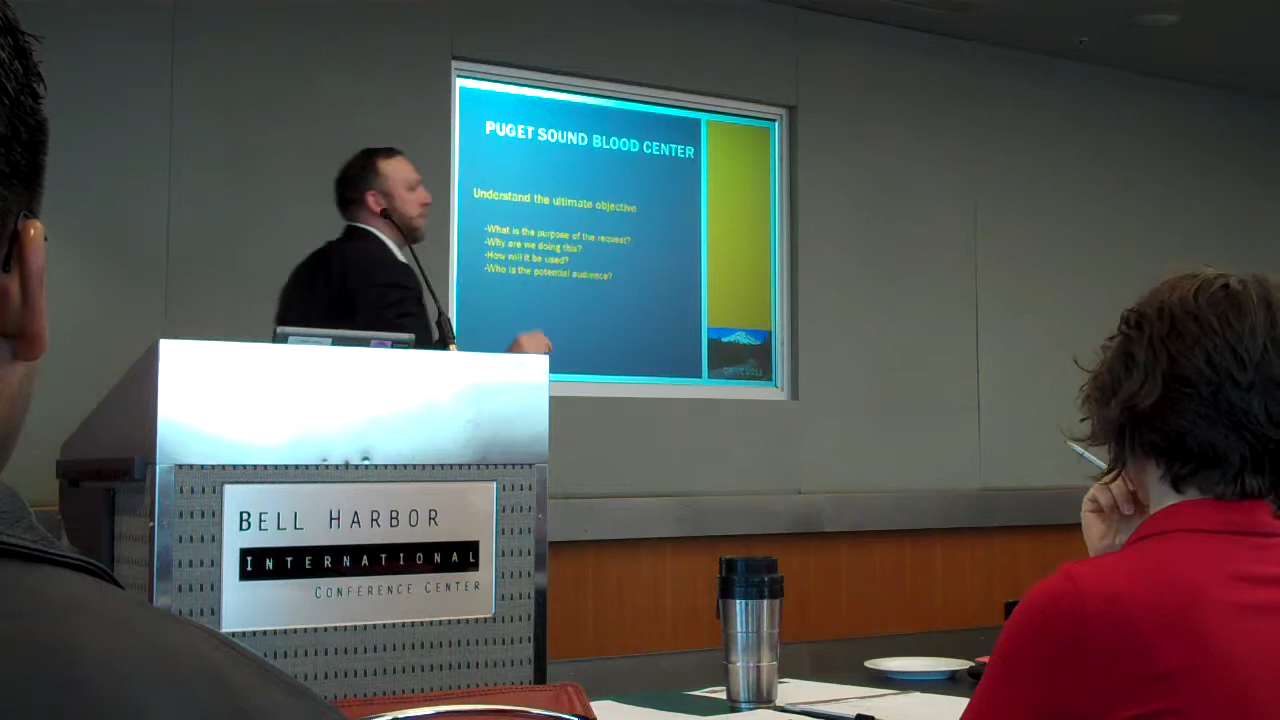 PUGET SOUND BLOOD CENTER
Understand the ultimate objective
-What is the purpose of the request?
-Why are we doing this?
-How will it be used?
-Who is the potential audience?
BELL HARBOR
INTERNATIONAL
CONFERENCE CENTER